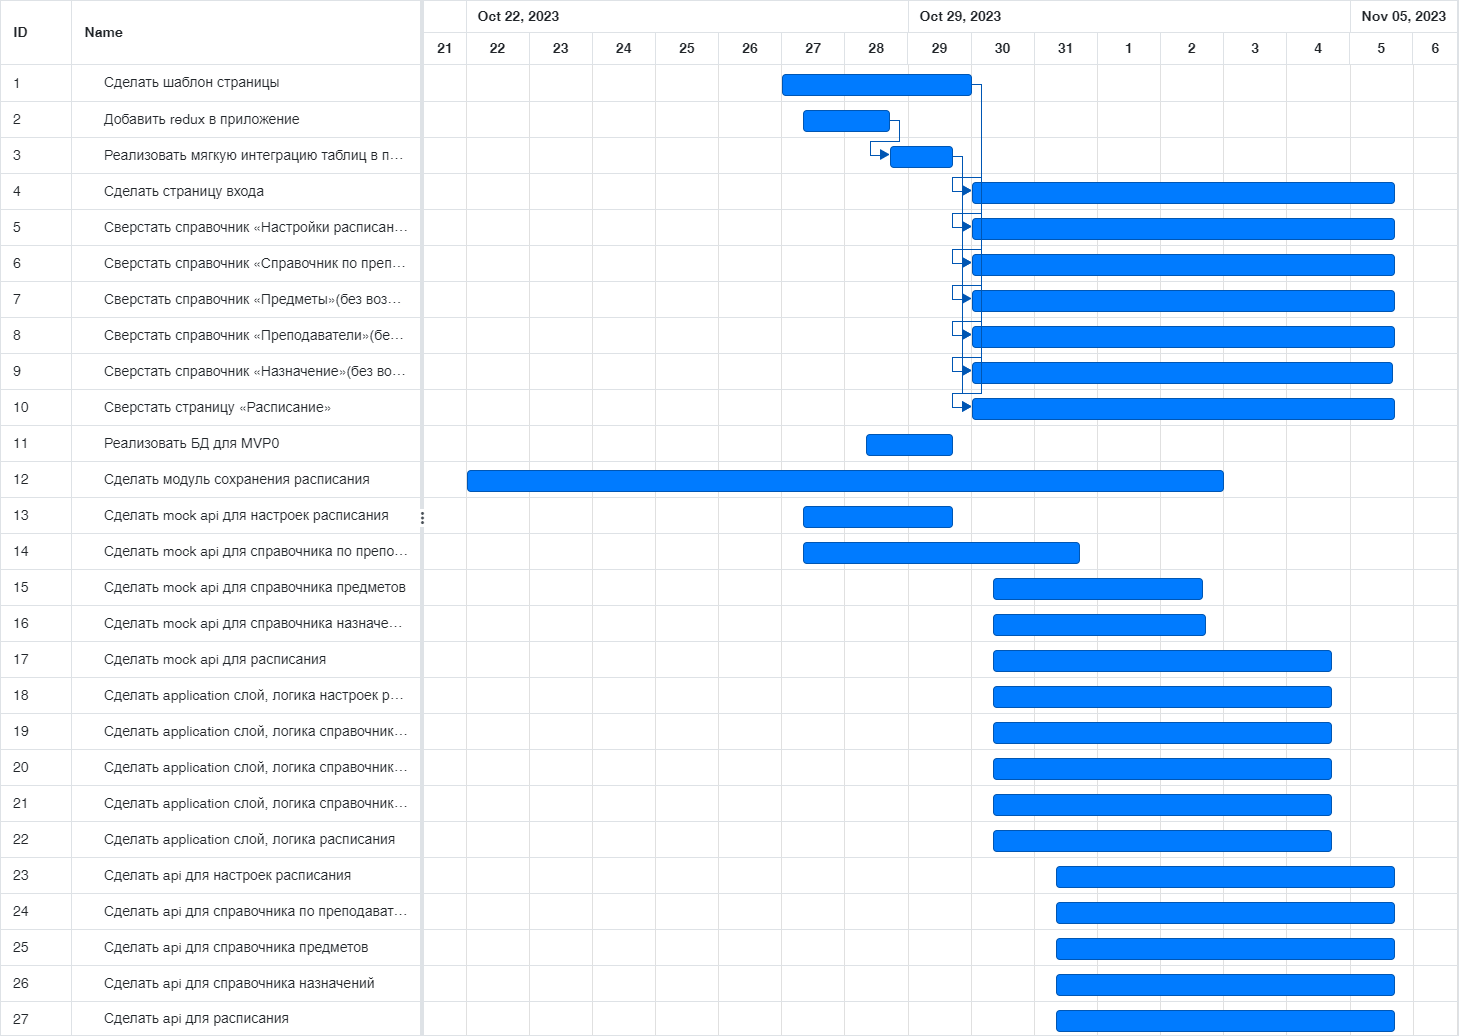 ID Name Oct 22, 2023 Oct 29, 2023 Nov 05, 2023
21 22 23 24 25 26 27 28 29 30 31 1 2 3 4 5 6
1 Сделать шаблон страницы
2 Добавить redux в приложение
3 Реализовать мягкую интеграцию таблиц в п...
4 Сделать страницу входа
5 Сверстать справочник «Настройки расписан...
6 Сверстать справочник «Справочник по преп...
7 Сверстать справочник «Предметы»(без воз...
8 Сверстать справочник «Преподаватели»(бе...
9 Сверстать справочник «Назначение»(без во...
10 Сверстать страницу «Расписание»
11 Реализовать БД для MVP0
12 Сделать модуль сохранения расписания
13 Сделать mock api для настроек расписания
14 Сделать mock api для справочника по препо...
15 Сделать mock api для справочника предметов
16 Сделать mock api для справочника назначе...
17 Сделать mock api для расписания
18 Сделать application слой, логика настроек р...
19 Сделать application слой, логика справочник...
20 Сделать application слой, логика справочник...
21 Сделать application слой, логика справочник...
22 Сделать application слой, логика расписания
23 Сделать api для настроек расписания
24 Сделать api для справочника по преподават...
25 Сделать api для справочника предметов
26 Сделать api для справочника назначений
27 Сделать api для расписания